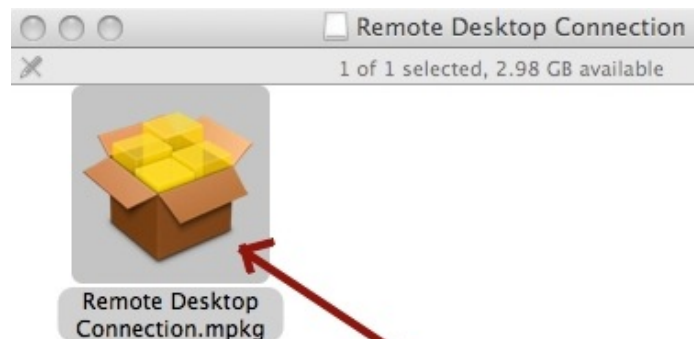 Remote Desktop Connection
1 of 1 selected, 2.98 GB available
Remote Desktop
Connection.mpkg